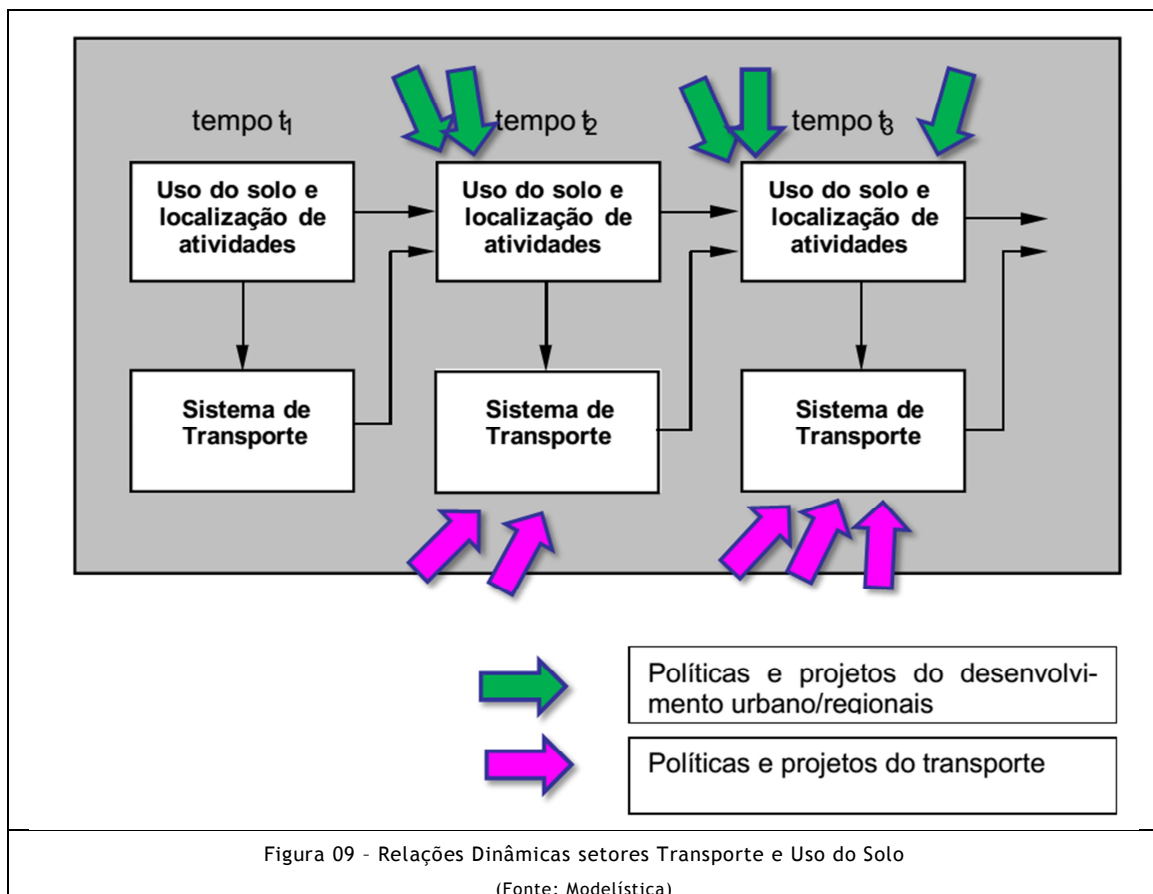 tempo t1
tempo t2
tempo t3
Uso do solo e
localização de
atividades
Uso do solo e
localização de
atividades
Uso do solo e
localização de
atividades
Sistema de
Transporte
Sistema de
Transporte
Sistema de
Transporte
Políticas e projetos do desenvolvi-
mento urbano/regionais
Políticas e projetos do transporte
Figura 09 – Relações Dinâmicas setores Transporte e Uso do Solo
(Fonte: Modelística)